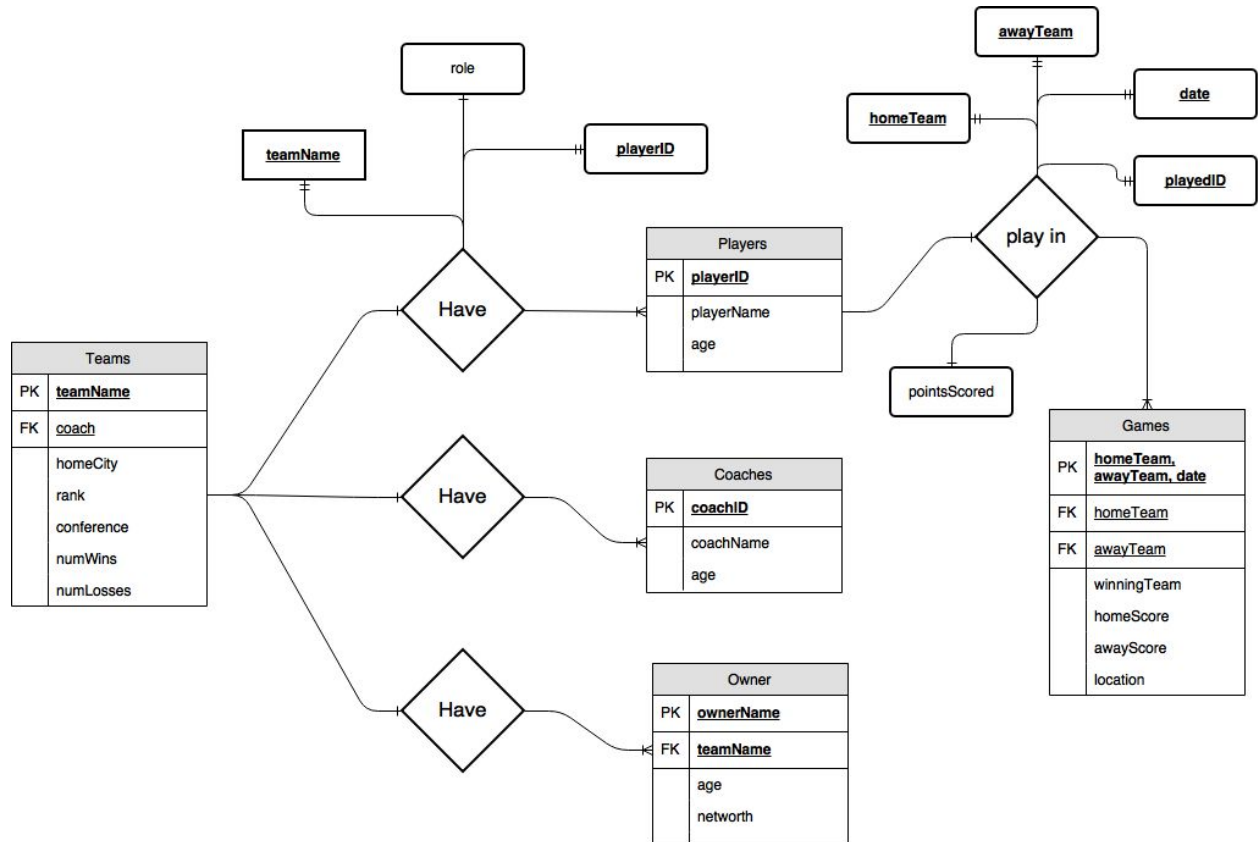 awayTeam
role
date
homeTeam
teamName
playerID
playedID
Players
play in
PK playerID
Have
playerName
age
Teams
PK teamName
pointsScored
FK coach
Games
homeCity
PK homeTeam,
awayTeam, date
rank
Have
Coaches
PK coachID
FK homeTeam
conference
coachName
FK awayTeam
numWins
age
winningTeam
numLosses
homeScore
awayScore
location
Owner
Have
PK ownerName
FK teamName
age
networth